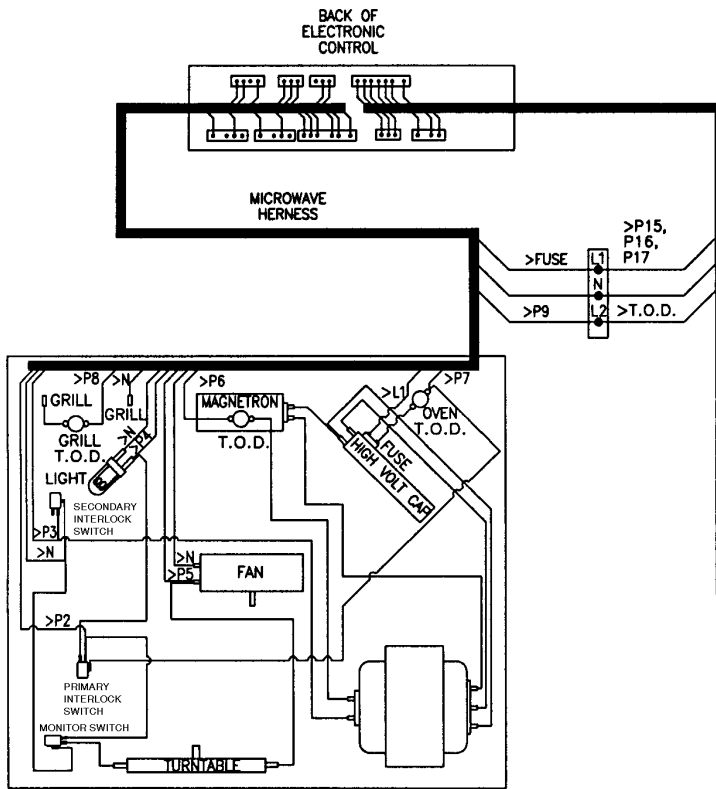 BACK OF
ELECTRONIC
CONTROL
MICROWAVE
HERNESS
>P15,
P16,
P17
>FUSE
L1
N
>P9
L2
>T.O.D.
>P8
>N
>P6
>L1
>P7
GRILL
GRILL
MAGNETRON
GRILL
T.O.D.
T.O.D.
OVEN
T.O.D.
>N
>P4
FUSE
HIGH VOLT CAP
LIGHT
SECONDARY
INTERLOCK
SWITCH
>P3
>N
>N
>P5
FAN
>P2
PRIMARY
INTERLOCK
SWITCH
MONITOR SWITCH
TURNTABLE